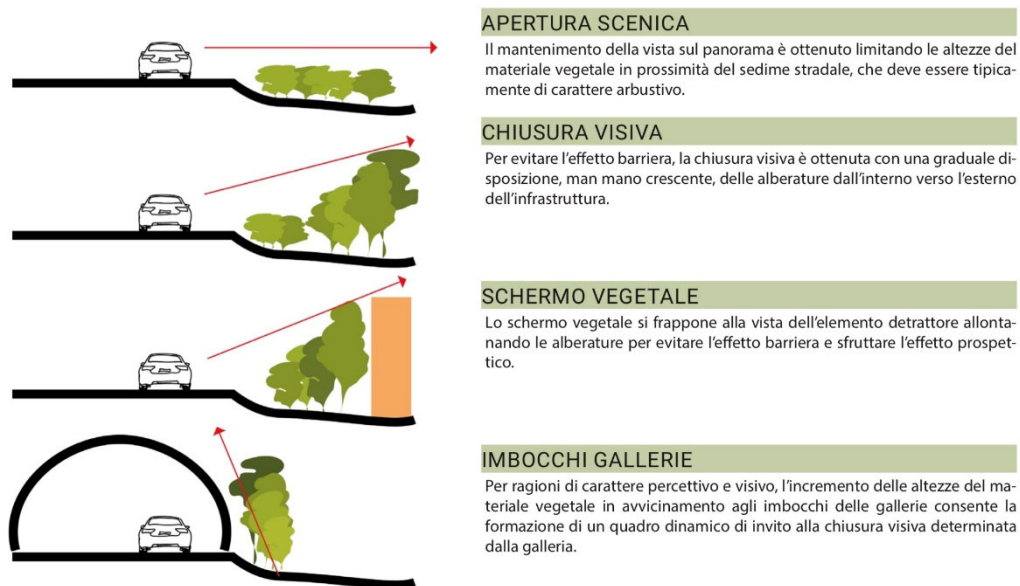 APERTURA SCENICA
Il mantenimento della vista sul panorama è ottenuto limitando le altezze del
materiale vegetale in prossimità del sedime stradale, che deve essere tipica-
mente di carattere arbustivo.
CHIUSURA VISIVA
Per evitare l'effetto barriera, la chiusura visiva è ottenuta con una graduale di-
sposizione, man mano crescente, delle alberature dall'interno verso l'esterno
dell'infrastruttura.
SCHERMO VEGETALE
Lo schermo vegetale si frappone alla vista dell'elemento detrattore allonta-
nando le alberature per evitare l'effetto barriera e sfruttare l'effetto prospet-
tico.
IMBOCCHI GALLERIE
Per ragioni di carattere percettivo e visivo, l'incremento delle altezze del ma-
teriale vegetale in avvicinamento agli imbocchi delle gallerie consente la
formazione di un quadro dinamico di invito alla chiusura visiva determinata
dalla galleria.